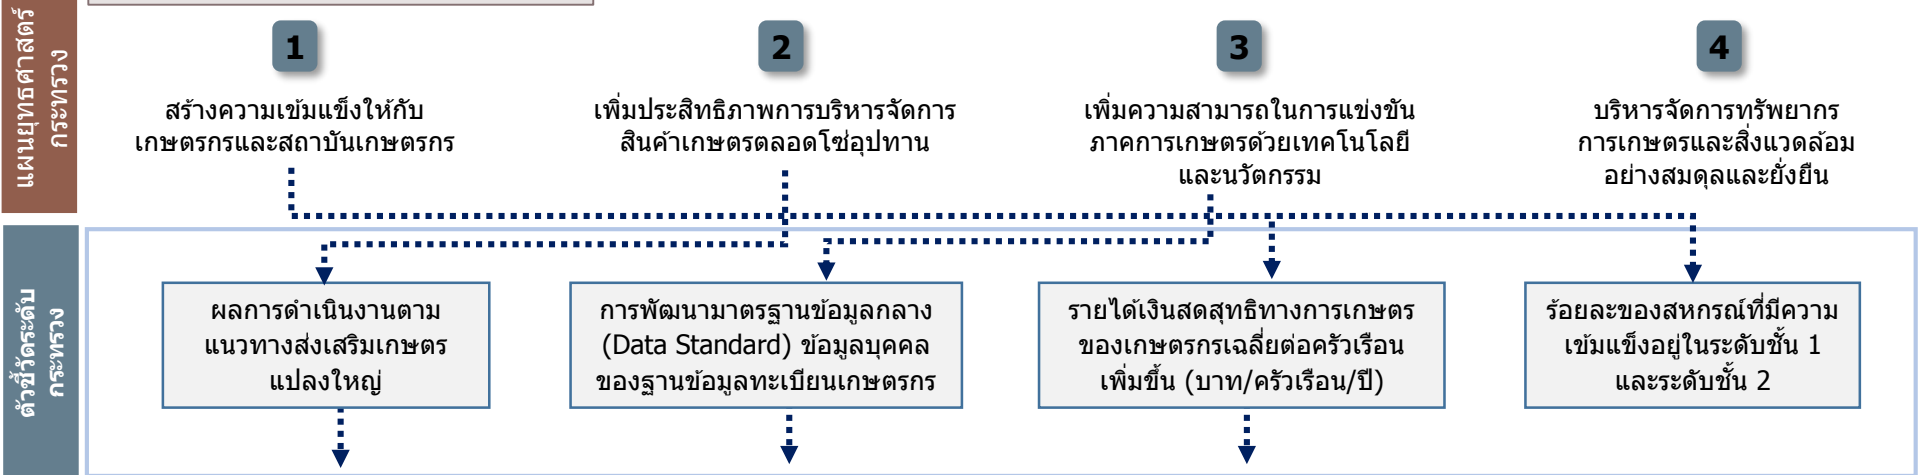 แผนยุทธศาสตร์
กระทรวง
1
สร้างความเข้มแข็งให้กับ
เกษตรกรและสถาบันเกษตรกร
2
เพิ่มประสิทธิภาพการบริหารจัดการ
สินค้าเกษตรตลอดโซ่อุปทาน
3
เพิ่มความสามารถในการแข่งขัน
ภาคการเกษตรด้วยเทคโนโลยี
และนวัตกรรม
4
บริหารจัดการทรัพยากร
การเกษตรและสิ่งแวดล้อม
อย่างสมดุลและยั่งยืน
ตัวชี้วัดระดับ
กระทรวง
ผลการดำเนินงานตาม
แนวทางส่งเสริมเกษตร
แปลงใหญ่
การพัฒนามาตรฐานข้อมูลกลาง
(Data Standard) ข้อมูลบุคคล
ของฐานข้อมูลทะเบียนเกษตรกร
รายได้เงินสดสุทธิทางการเกษตร
ของเกษตรกรเฉลี่ยต่อครัวเรือน
เพิ่มขึ้น (บาท/ครัวเรือน/ปี)
ร้อยละของสหกรณ์ที่มีความ
เข้มแข็งอยู่ในระดับชั้น 1
และระดับชั้น 2